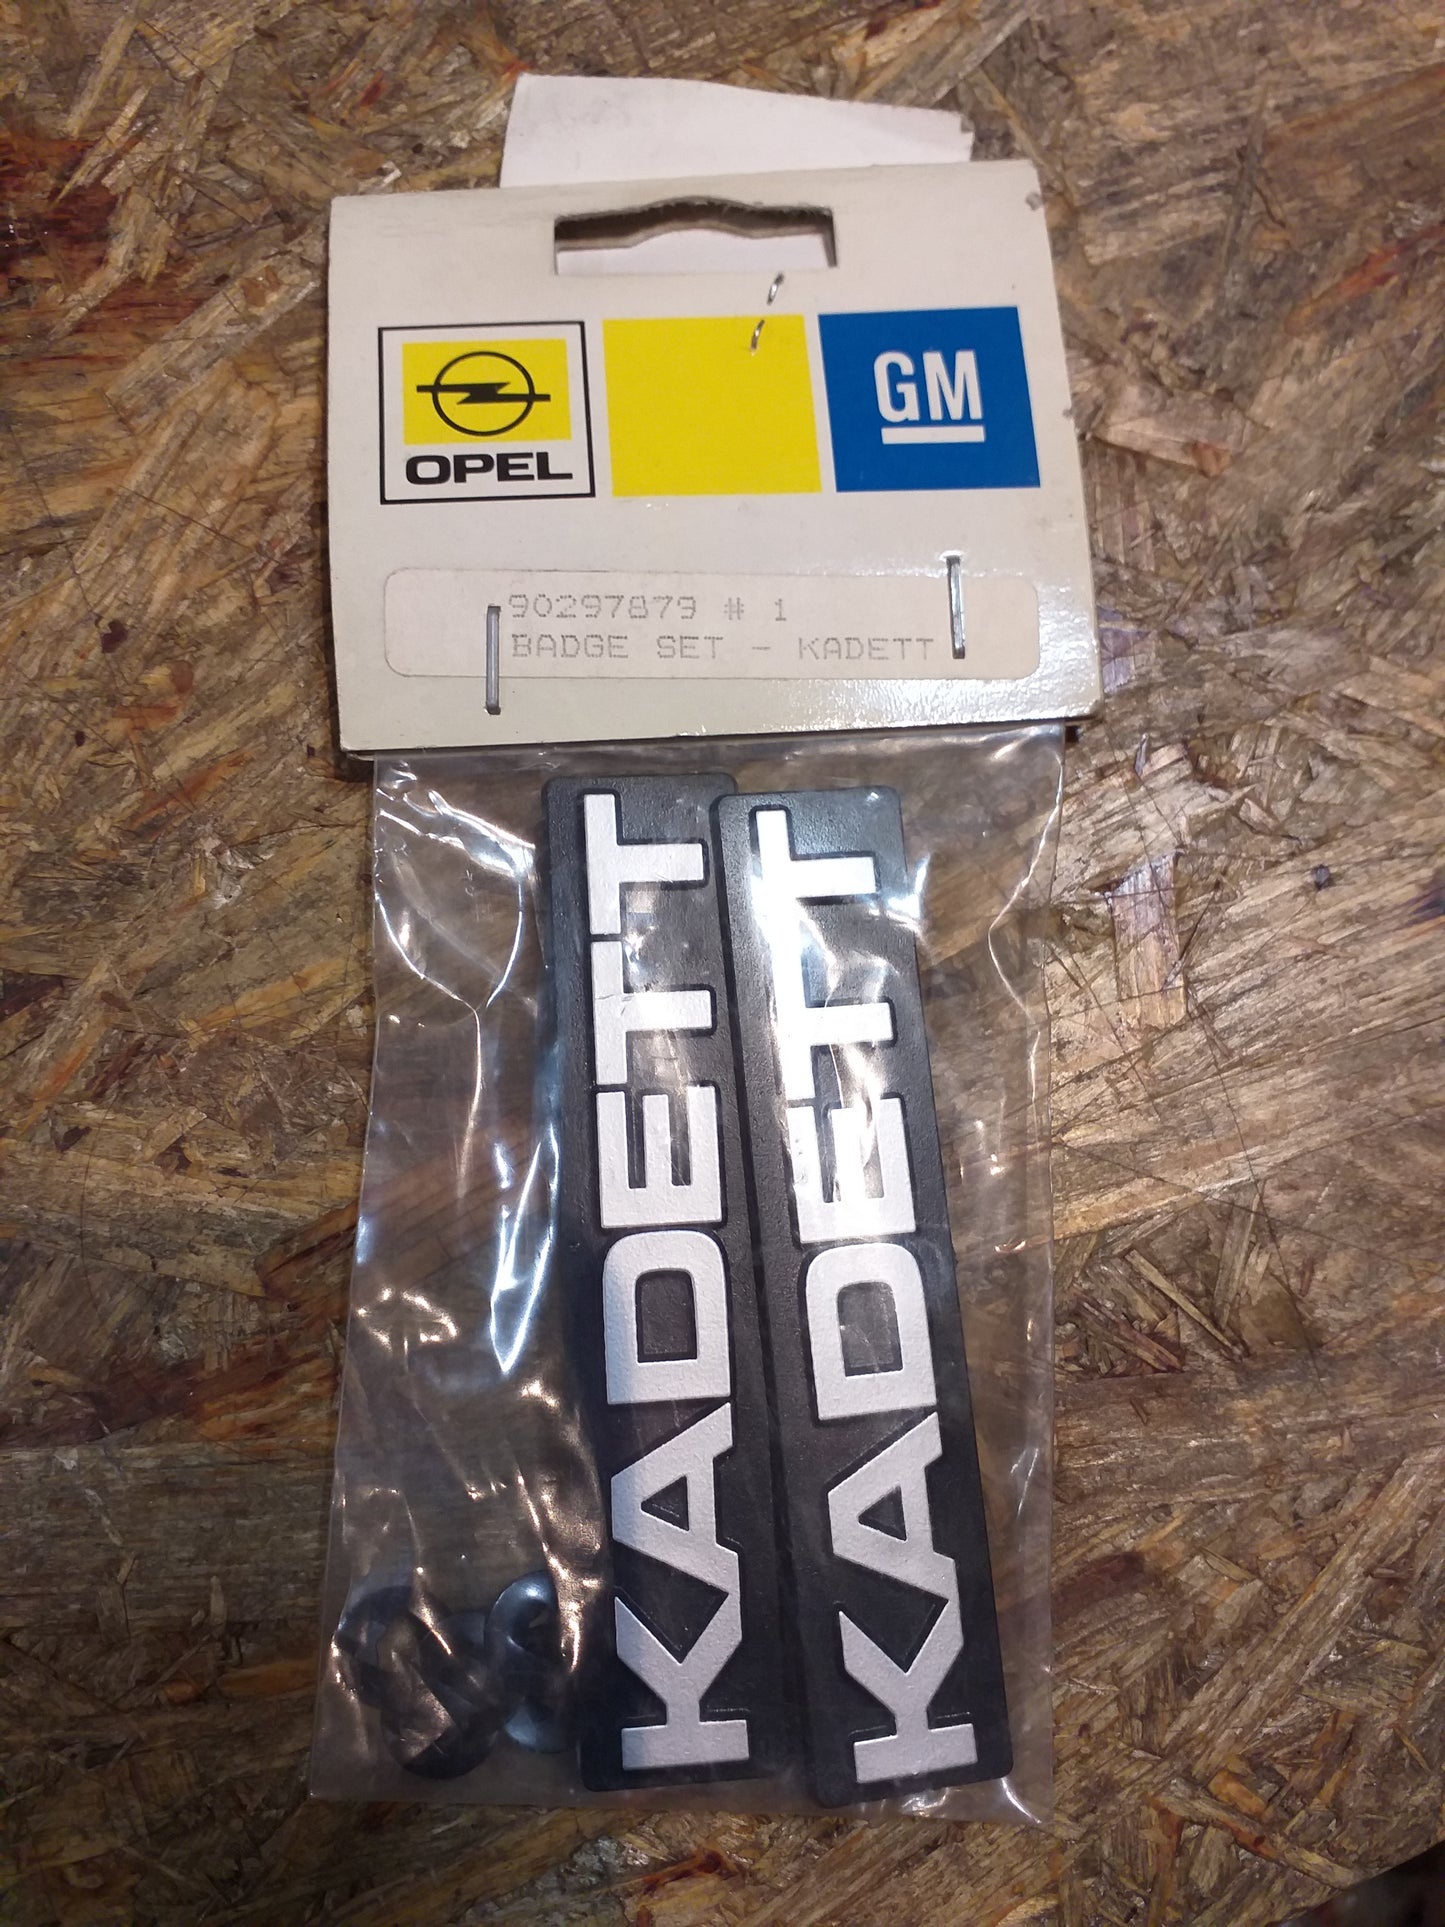 OPEL
GM
90297879 # 1
BADGE SET - KADETT
KADETT
KADETT